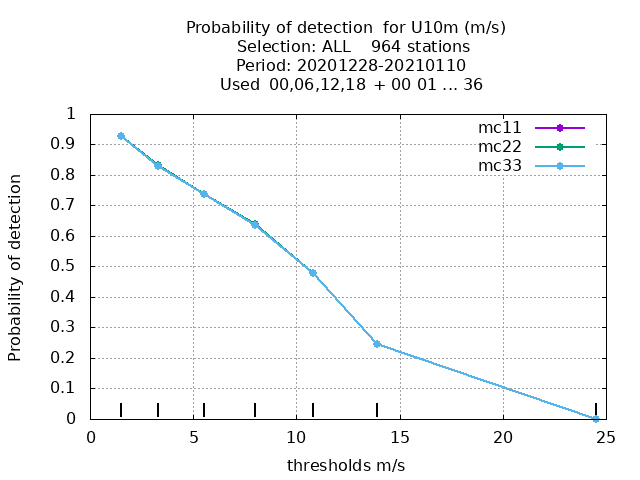 Probability of detection  for U10m (m/s)
Selection: ALL    964 stations
Period: 20201228-20210110
Used  00,06,12,18  + 00 01 ... 36
mc11
mc22
mc33
1
0.9
0.8
0.7
0.6
0.5
0.4
0.3
0.2
0.1
0
Probability of detection
0 5 10 15 20 25
thresholds m/s